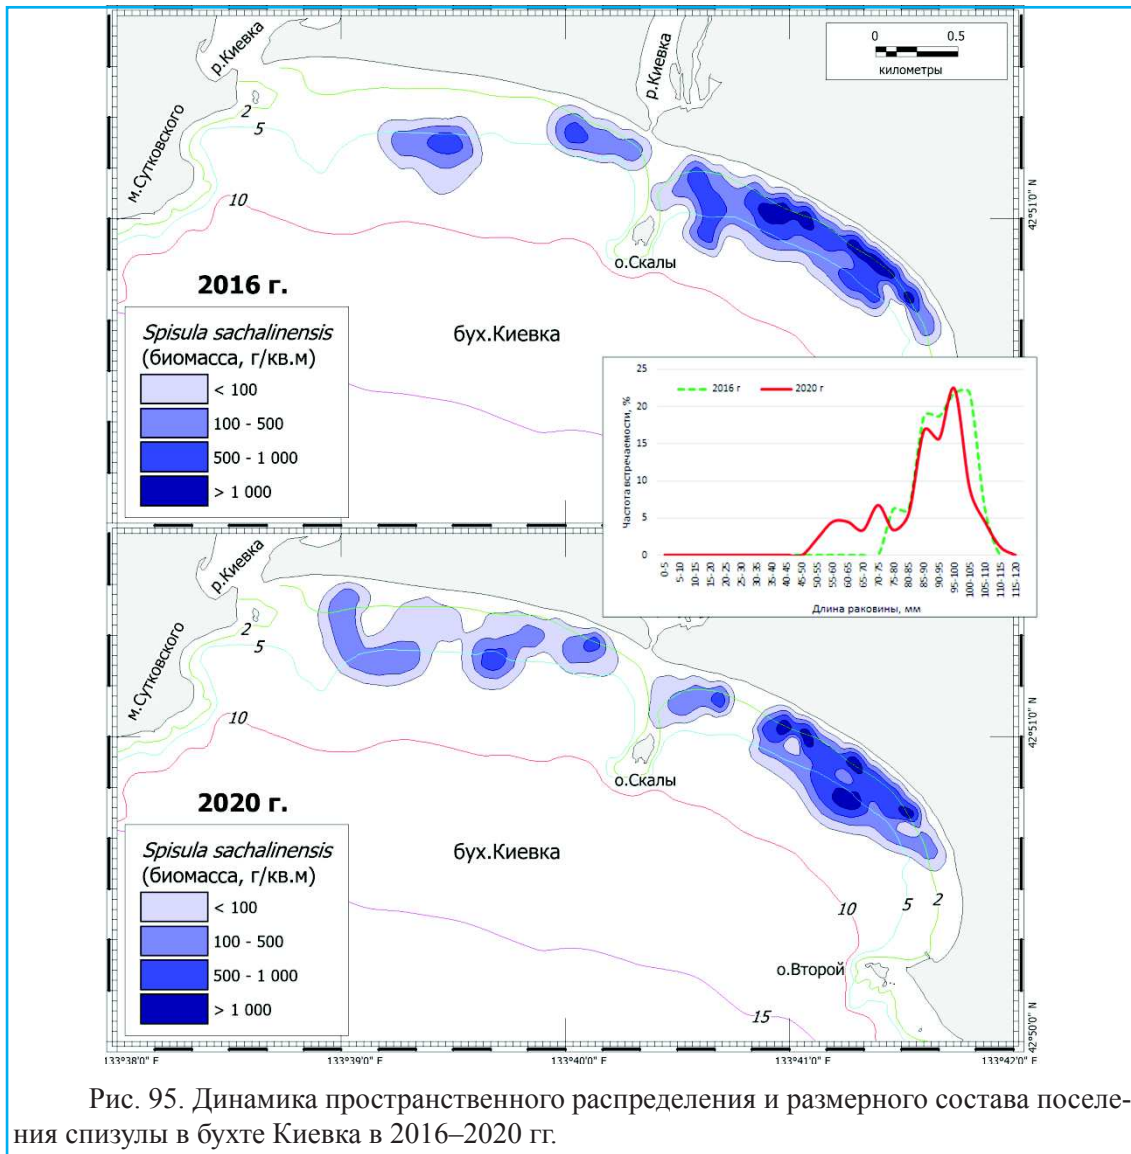 р.Киевка
р.Киевка
0 0.5
километры
м.Сутковского
2
5
10
42°51'0" N
о.Скалы
2016 г.
бух.Киевка
Spisula sachalinensis
(биомасса, г/кв.м)
< 100
100 - 500
500 - 1 000
> 1 000
25
20
15
10
5
0
2016 г
2020 г
Частота встречаемости, %
0-5
5-10
10-15
15-20
20-25
25-30
30-35
35-40
40-45
45-50
50-55
55-60
60-65
65-70
70-75
75-80
80-85
85-90
90-95
95-100
100-105
105-110
110-115
115-120
Длина раковины, мм
р.Киевка
м.Сутковского
2
5
10
42°51'0" N
о.Скалы
2020 г.
бух.Киевка
Spisula sachalinensis
(биомасса, г/кв.м)
< 100
100 - 500
500 - 1 000
> 1 000
10
5
2
о.Второй
15
42°50'0" N
133°38'0" E
133°39'0" E
133°40'0" E
133°41'0" E
133°42'0" E
Рис. 95. Динамика пространственного распределения и размерного состава поселе-
ния спизулы в бухте Киевка в 2016–2020 гг.